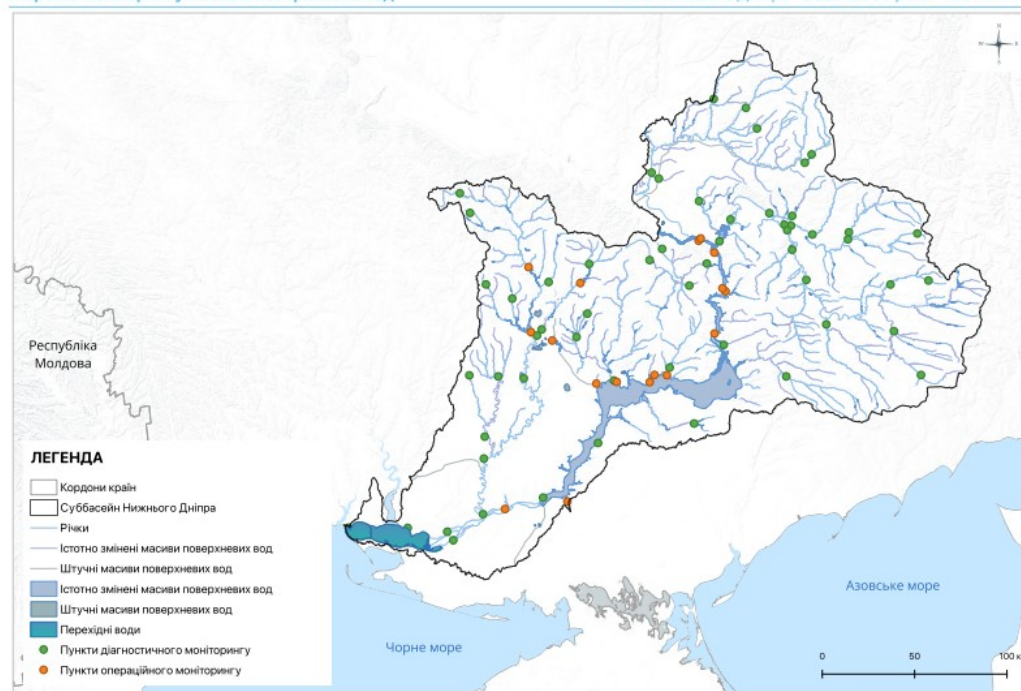 Республіка
Молдова
ЛЕГЕНДА
Кордони країн
Суббасейн Нижнього Дніпра
Річки
Істотно змінені масиви поверхневих вод
Штучні масиви поверхневих вод
Істотно змінені масиви поверхневих вод
Штучні масиви поверхневих вод
Перехідні води
Пункти діагностичного моніторингу
Пункти операційного моніторингу
Чорне море
Азовське море
0 50 100 к